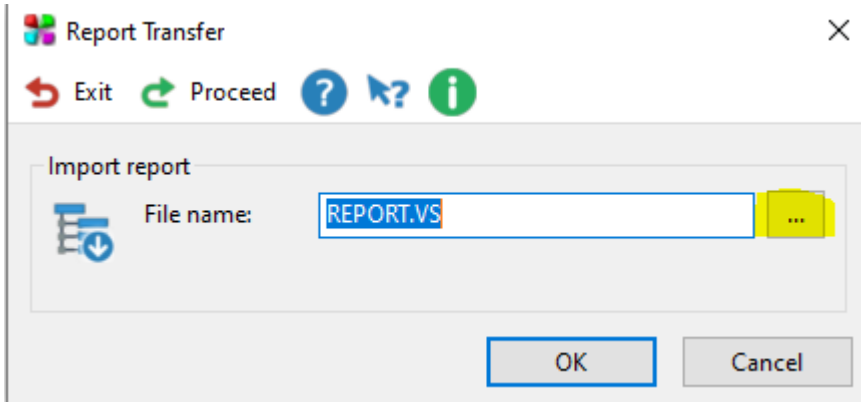 Report Transfer
Exit Proceed ? ? i
Import report
File name: REPORT.VS ...
OK Cancel